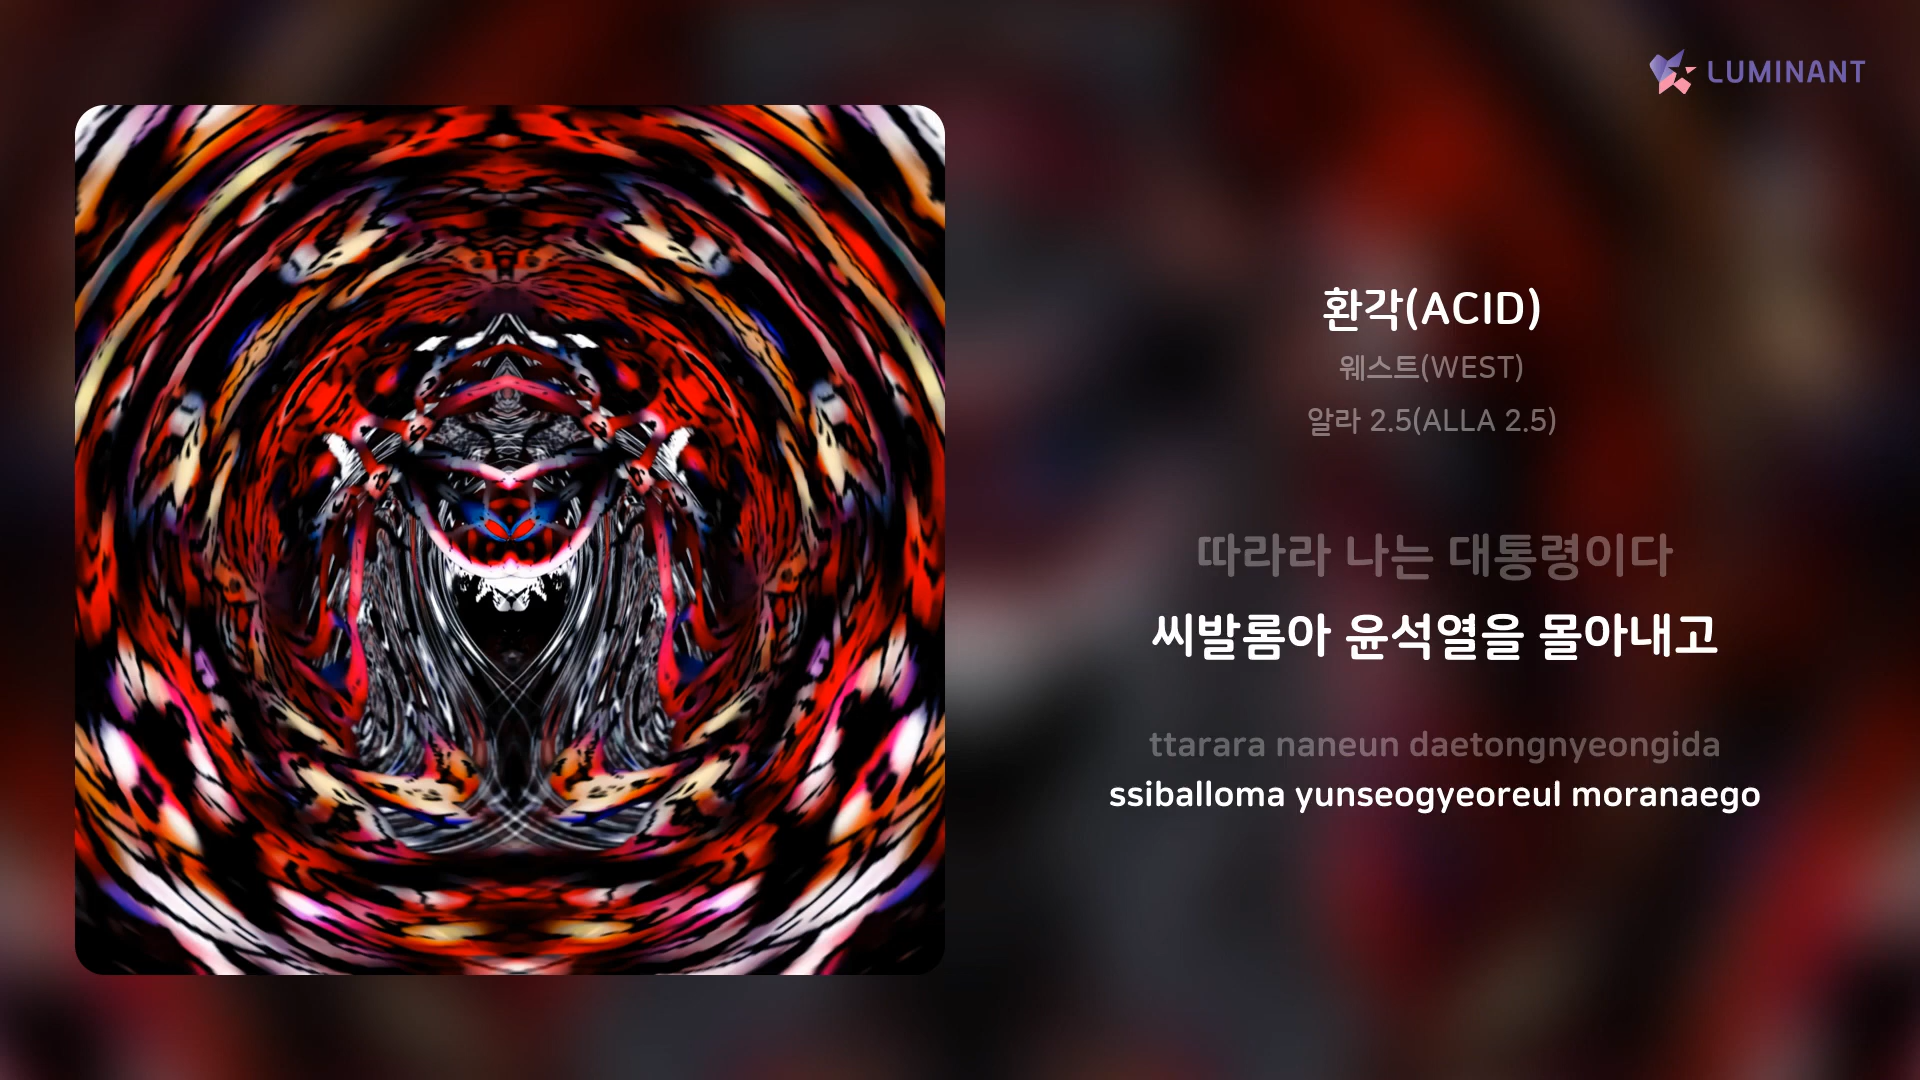 LUMINANT
환각(ACID)
웨스트(WEST)
알라 2.5(ALLA 2.5)
따라라 나는 대통령이다
씨발롬아 윤석열을 몰아내고
ttarara naneun daetongnyeongida
ssiballoma yunseogyeoreul moranaego